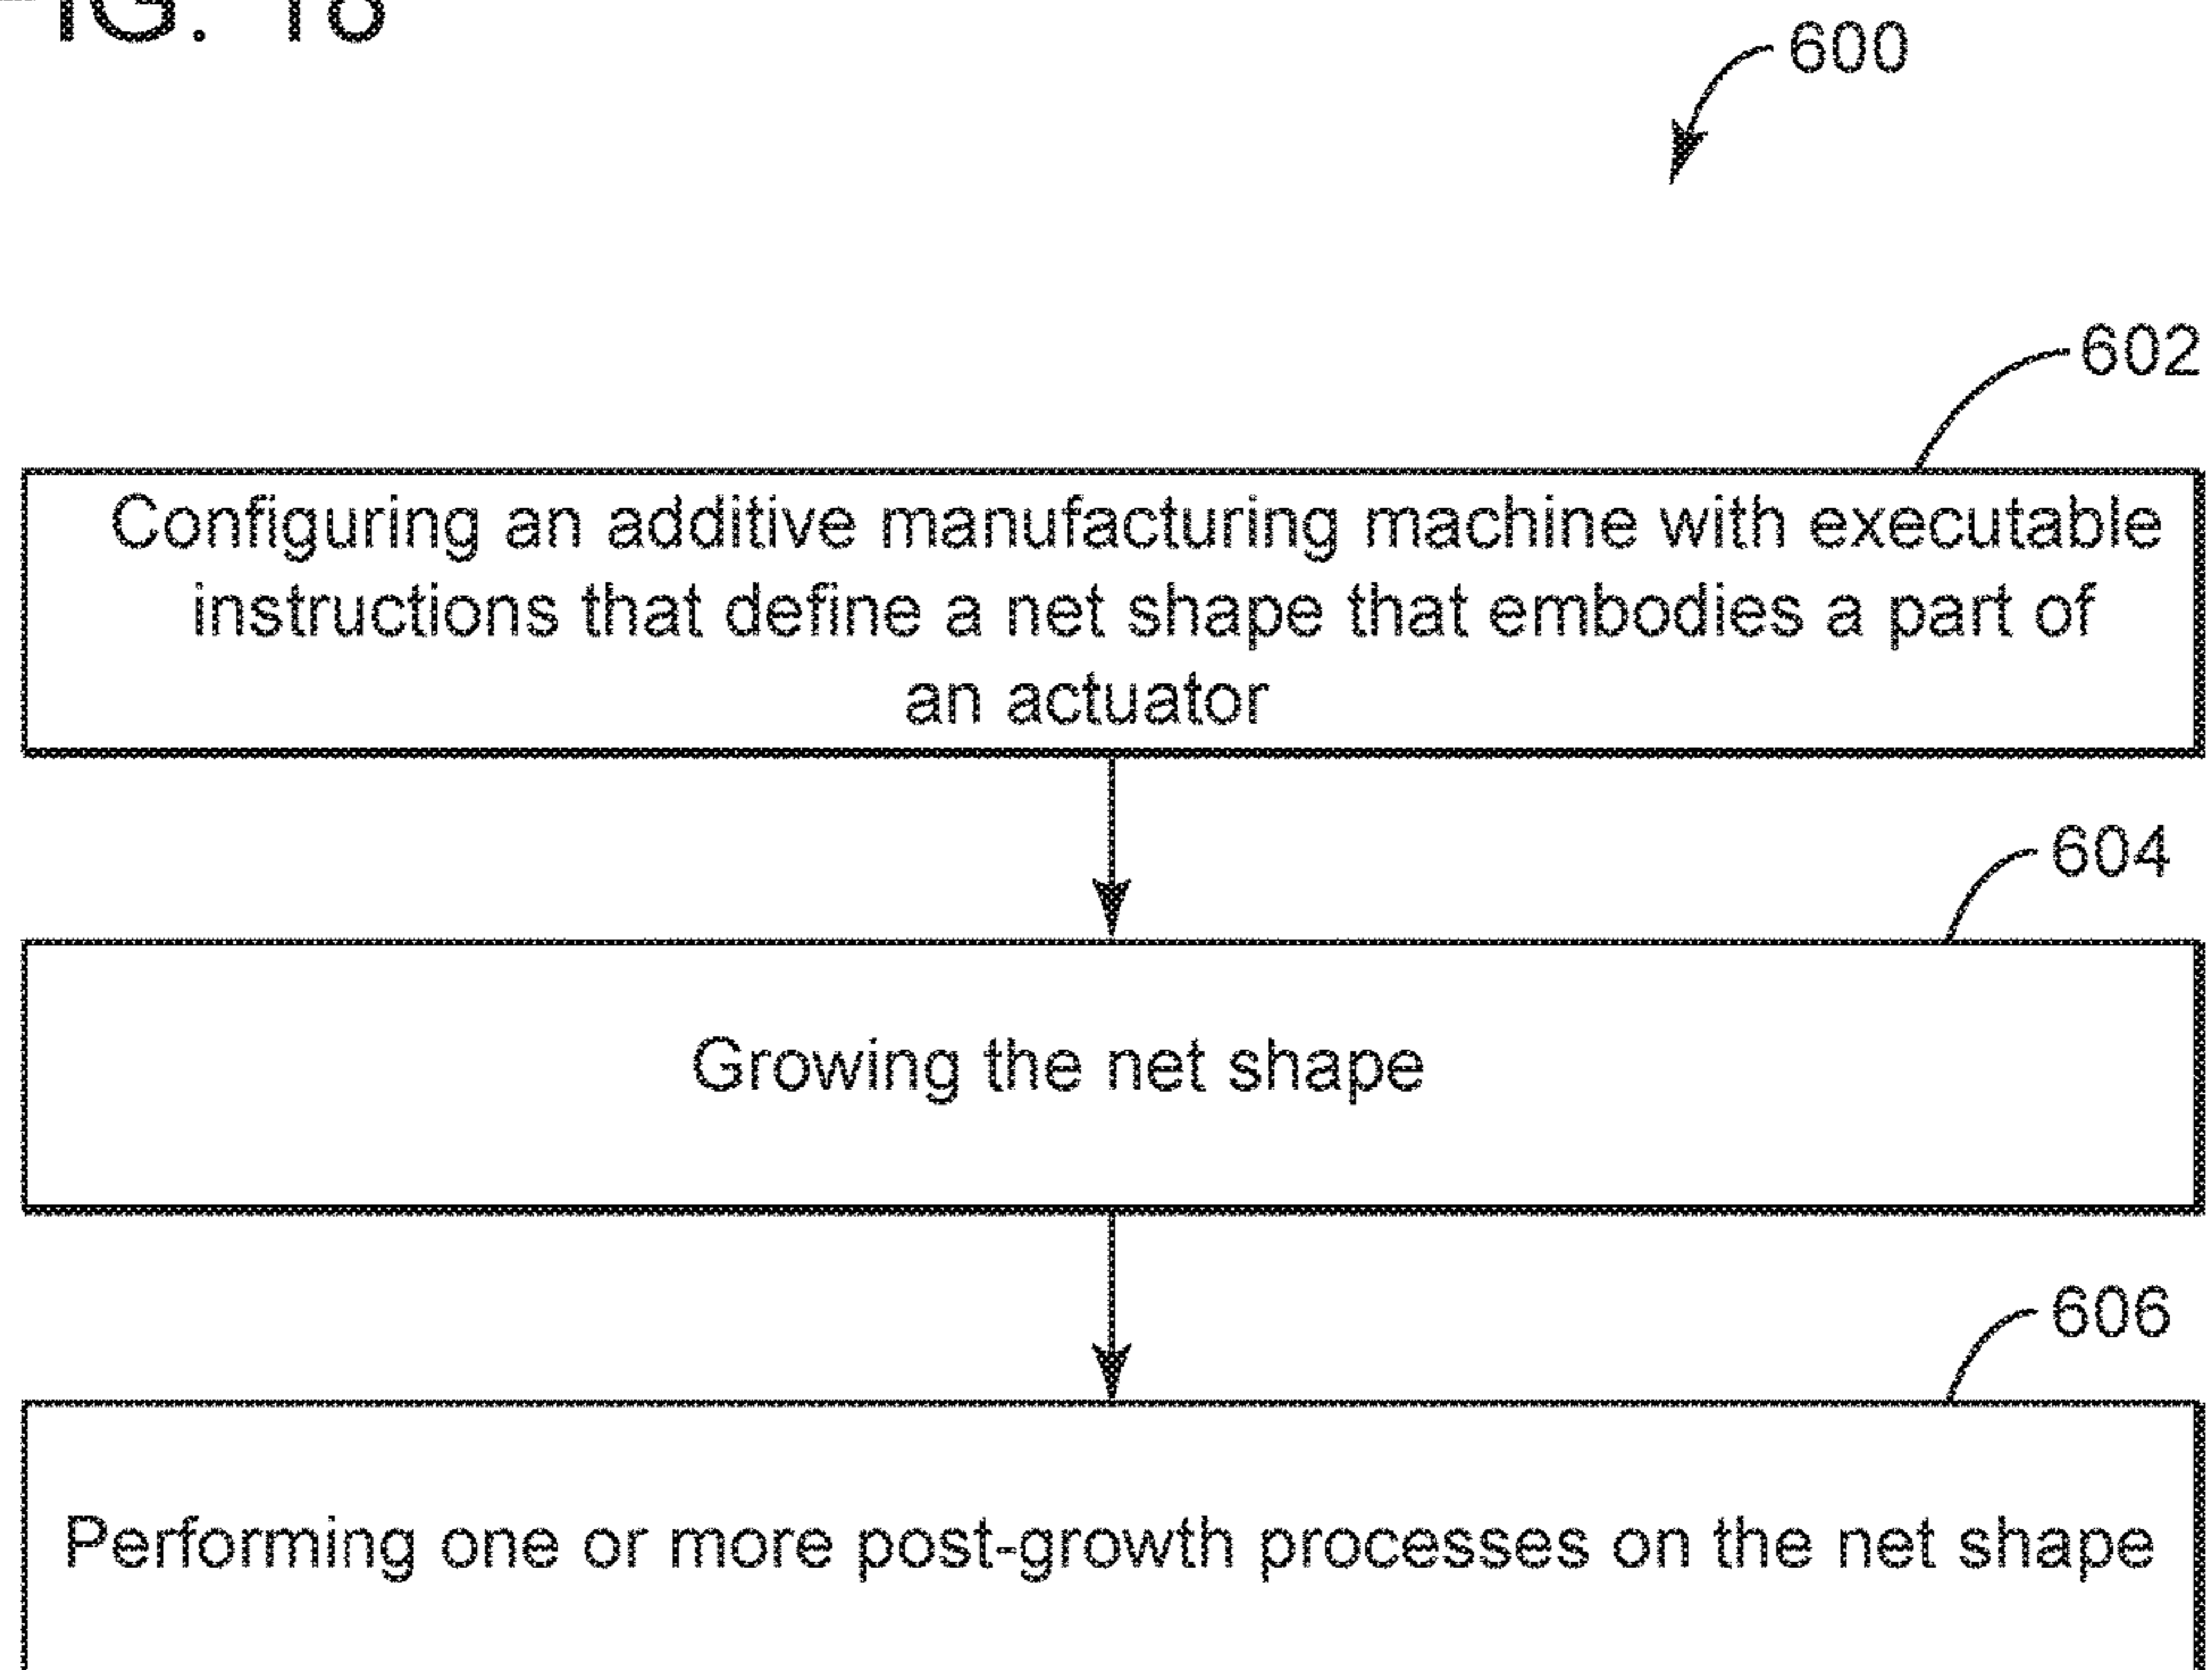 FIG. 18
600
602
Configuring an additive manufacturing machine with executable
instructions that define a net shape that embodies a part of
an actuator
604
Growing the net shape
606
Performing one or more post-growth processes on the net shape